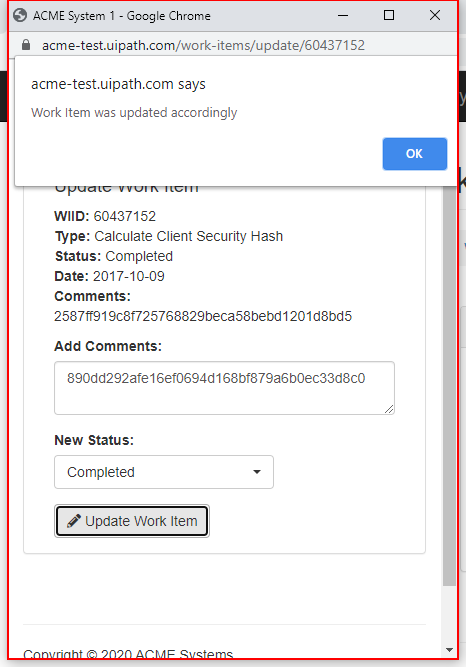 ACME System 1 - Google Chrome
acme-test.uipath.com/work-items/update/60437152
acme-test.uipath.com says
Work Item was updated accordingly
OK
Update Work Item
WIID: 60437152
Type: Calculate Client Security Hash
Status: Completed
Date: 2017-10-09
Comments:
2587ff919c8f725768829beca58bebd1201d8bd5
Add Comments:
890dd292afe16ef0694d168bf879a6b0ec33d8c0
New Status:
Completed
Update Work Item
Copyright © 2020 ACME Systems